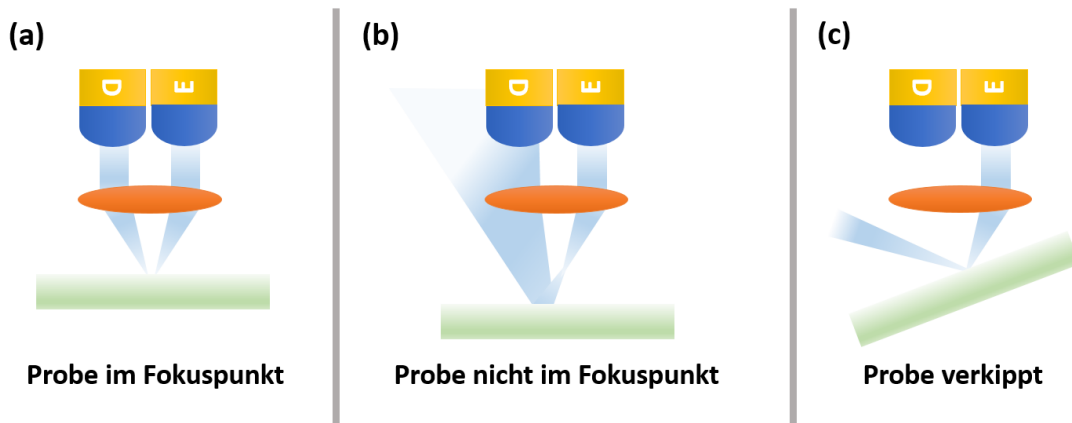 (a)
D E
Probe im Fokuspunkt
(b)
D E
Probe nicht im Fokuspunkt
(c)
D E
Probe verkippt